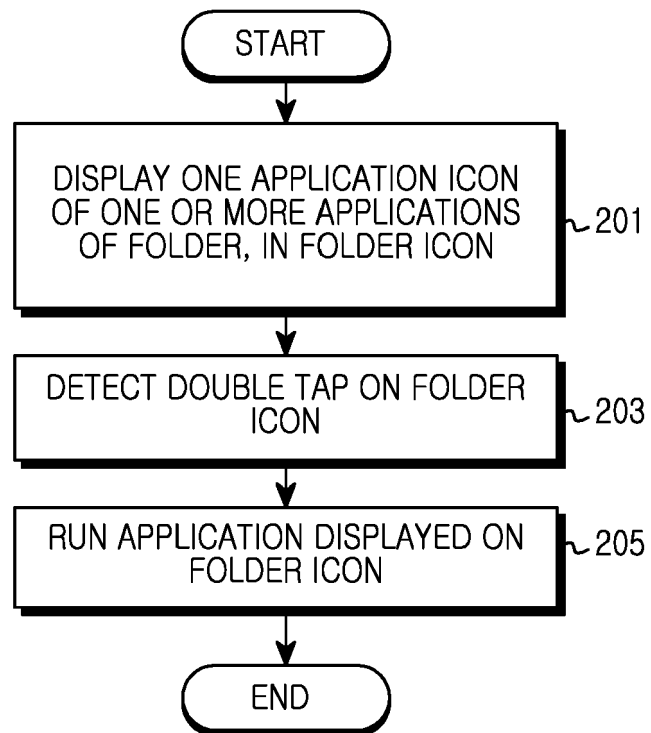 START
DISPLAY ONE APPLICATION ICON
OF ONE OR MORE APPLICATIONS
OF FOLDER, IN FOLDER ICON
201
DETECT DOUBLE TAP ON FOLDER
ICON
203
RUN APPLICATION DISPLAYED ON
FOLDER ICON
205
END